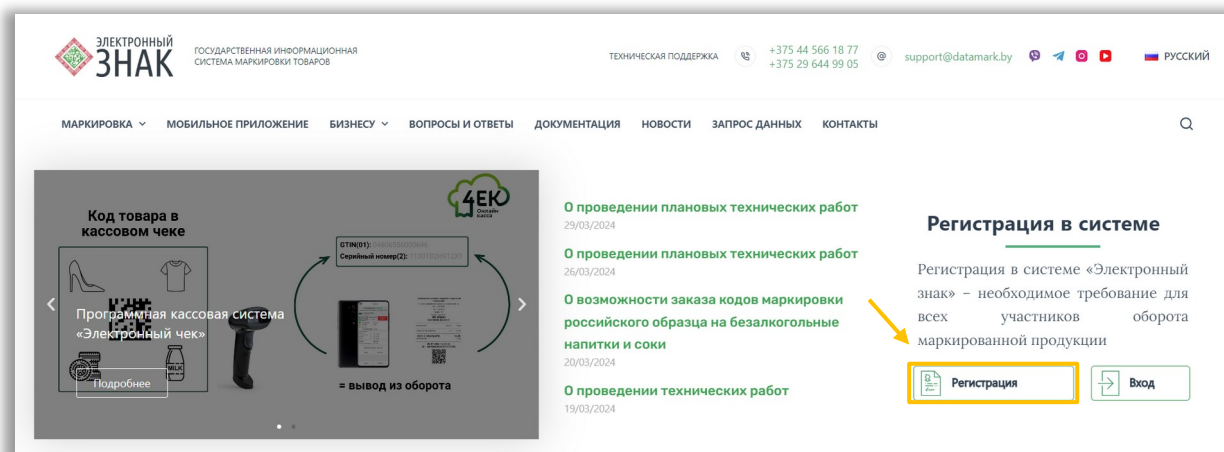 ЭЛЕКТРОННЫЙ
ЗНАК
ГОСУДАРСТВЕННАЯ ИНФОРМАЦИОННАЯ
СИСТЕМА МАРКИРОВКИ ТОВАРОВ
ТЕХНИЧЕСКАЯ ПОДДЕРЖКА
+375 44 566 18 77
+375 29 644 99 05
support@datamark.by
РУССКИЙ
МАРКИРОВКА МОБИЛЬНОЕ ПРИЛОЖЕНИЕ БИЗНЕСУ ВОПРОСЫ И ОТВЕТЫ ДОКУМЕНТАЦИЯ НОВОСТИ ЗАПРОС ДАННЫХ КОНТАКТЫ
Код товара в
кассовом чеке
4ЕК
Онлайн
касса
GTIN(01):
Серийный номер(2):
Программная кассовая система
«Электронный чек»
MILK
Подробнее
= вывод из оборота
О проведении плановых технических работ
29/03/2024
О проведении плановых технических работ
26/03/2024
О возможности заказа кодов маркировки
российского образца на безалкогольные
напитки и соки
20/03/2024
О проведении технических работ
19/03/2024
Регистрация в системе
Регистрация в системе «Электронный
знак» – необходимое требование для
всех участников оборота
маркированной продукции
Регистрация
Вход